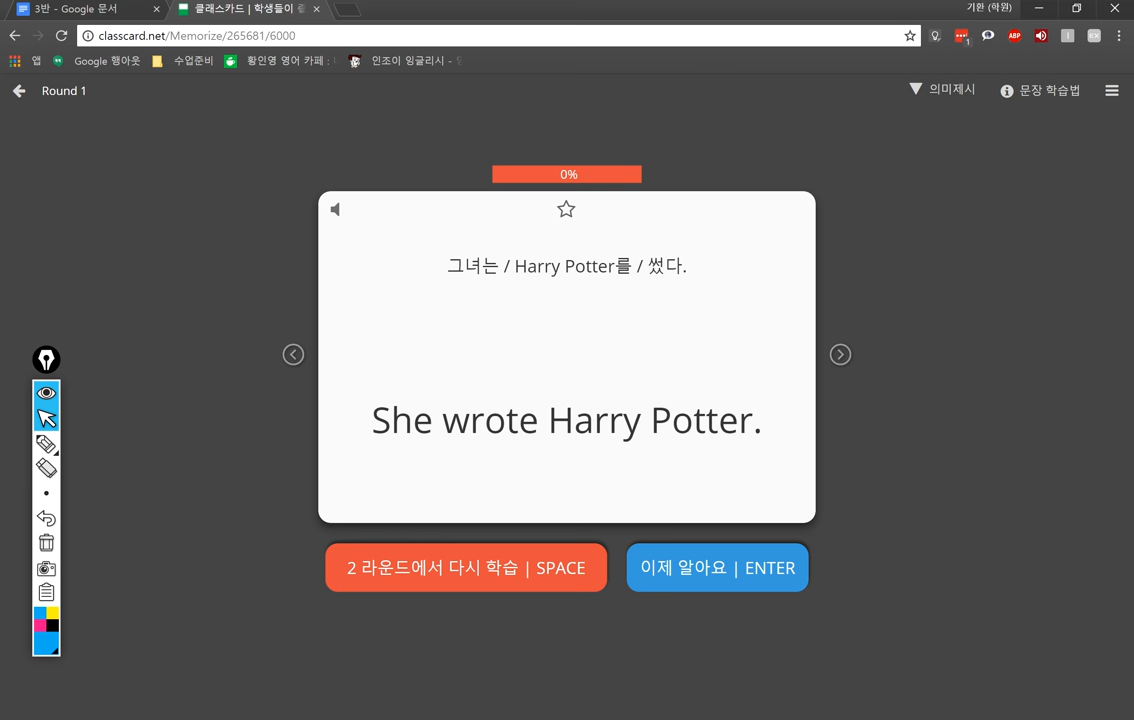 3반 - Google 문서
클래스카드 | 학생들이 즐
기환 (학원)
classcard.net/Memorize/265681/6000
ABP
1
앱
Google 행아웃
수업준비
황인영 영어 카페 :
인조이 잉글리시 -
Round 1
의미제시
문장 학습법
0%
그녀는 / Harry Potter를 / 썼다.
She wrote Harry Potter.
2 라운드에서 다시 학습 | SPACE
이제 알아요 | ENTER